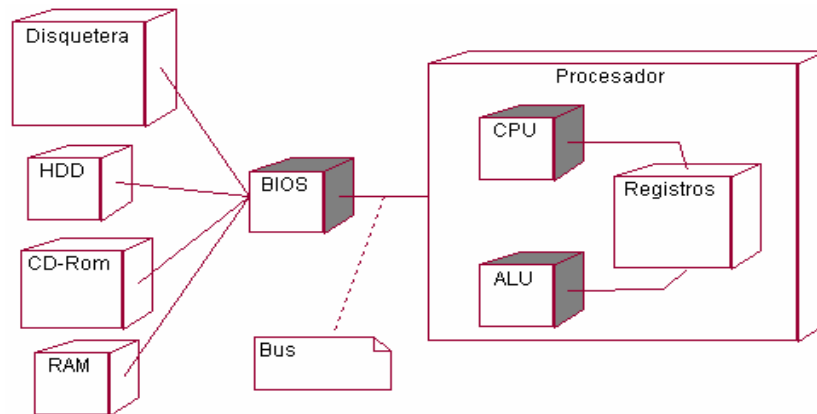 Disquetera
HDD
CD-Rom
RAM
BIOS
Bus
Procesador
CPU
ALU
Registros